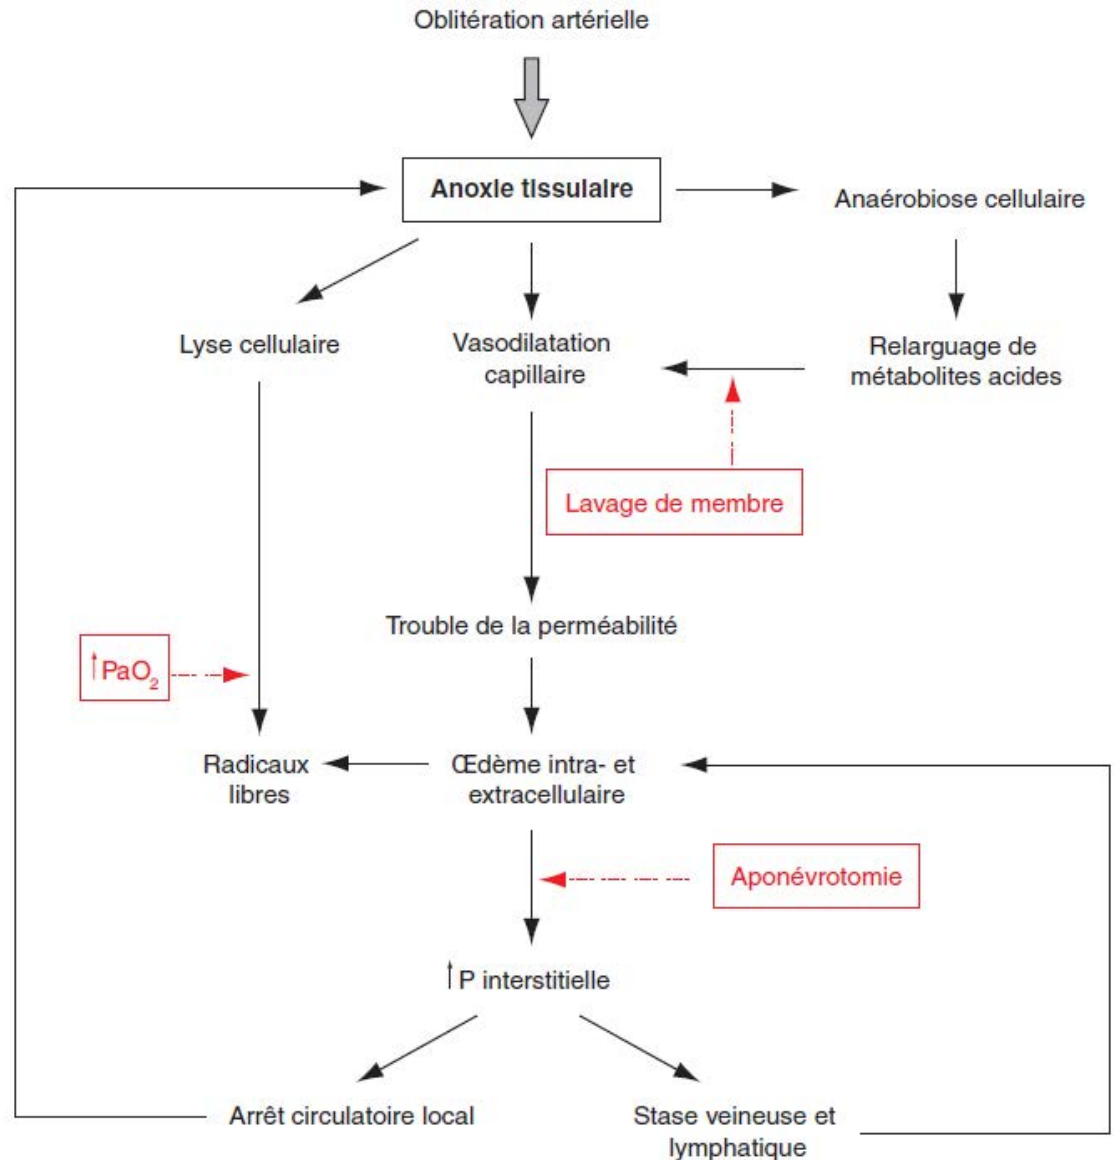 Oblitération artérielle
Anoxie tissulaire
Anaérobiose cellulaire
Lyse cellulaire
Vasodilatation
capillaire
Relarguage de
métabolites acides
Lavage de membre
Trouble de la perméabilité
↑PaO₂
Radicaux
libres
Œdème intra- et
extracellulaire
Aponévrotomie
↑P interstitielle
Arrêt circulatoire local
Stase veineuse et
lymphatique